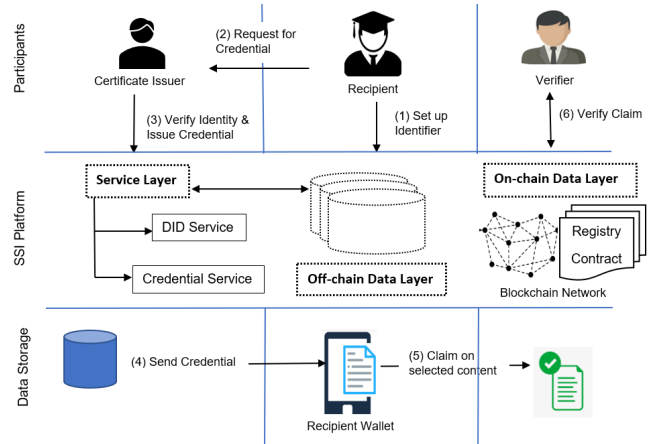 Participants
(2) Request for
Credential
Certificate Issuer
Recipient
Verifier
(3) Verify Identity &
Issue Credential
(1) Set up
Identifier
(6) Verify Claim
SSI Platform
Service Layer
DID Service
Credential Service
Off-chain Data Layer
On-chain Data Layer
Registry
Contract
Blockchain Network
Data Storage
(4) Send Credential
Recipient Wallet
(5) Claim on
selected content